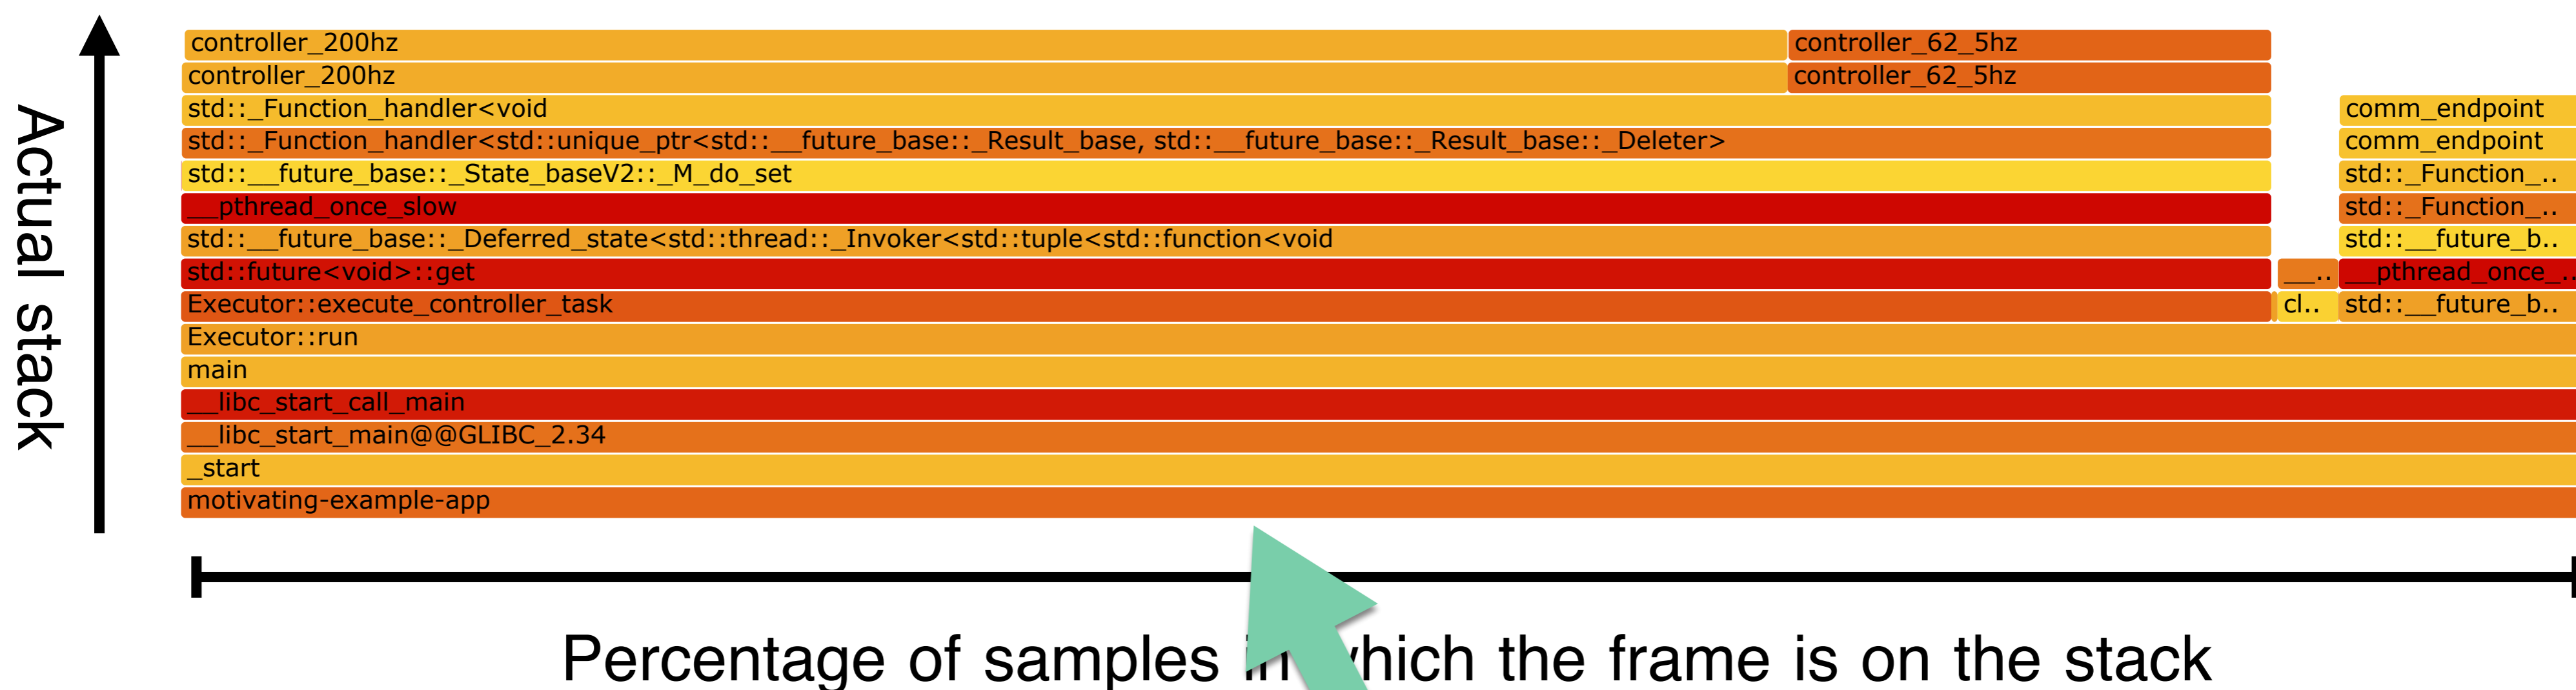 Actual stack
controller_200hz controller_62_5hz
controller_200hz controller_62_5hz
std::_Function_handler<void comm_endpoint
std::_Function_handler<std::unique_ptr<std::__future_base::_Result_base, std::__future_base::_Result_base::_Deleter> comm_endpoint
std::__future_base::_State_baseV2::_M_do_set std::_Function_..
__pthread_once_slow std::_Function_..
std::__future_base::_Deferred_state<std::thread::_Invoker<std::tuple<std::function<void std::__future_b..
std::future<void>::get __.. __pthread_once_..
Executor::execute_controller_task cl.. std::__future_b..
Executor::run
main
__libc_start_call_main
__libc_start_main@@GLIBC_2.34
_start
motivating-example-app
Percentage of samples in which the frame is on the stack